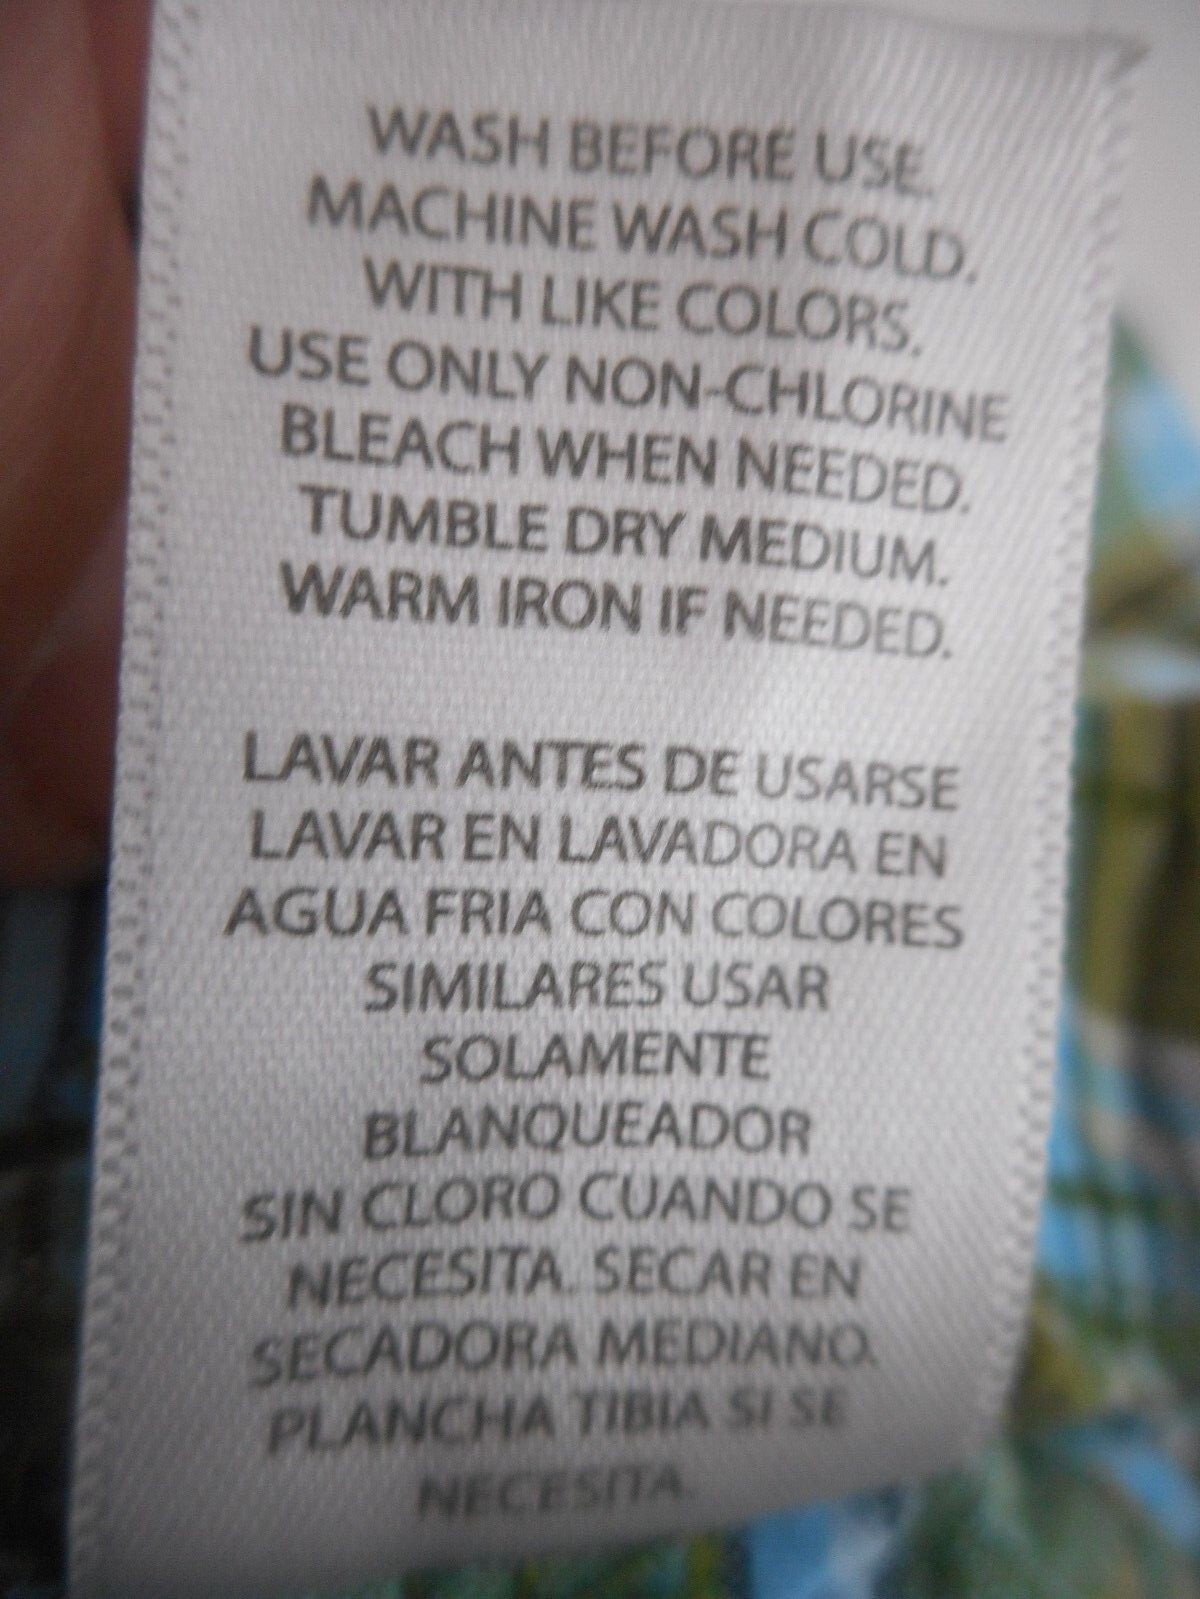 WASH BEFORE USE.
MACHINE WASH COLD.
WITH LIKE COLORS.
USE ONLY NON-CHLORINE
BLEACH WHEN NEEDED.
TUMBLE DRY MEDIUM.
WARM IRON IF NEEDED.
LAVAR ANTES DE USARSE
LAVAR EN LAVADORA EN
AGUA FRIA CON COLORES
SIMILARES USAR
SOLAMENTE
BLANQUEADOR
SIN CLORO CUANDO SE
NECESITA. SECAR EN
SECADORA MEDIANO.
PLANCHA TIBIA SI SE
NECESITA.